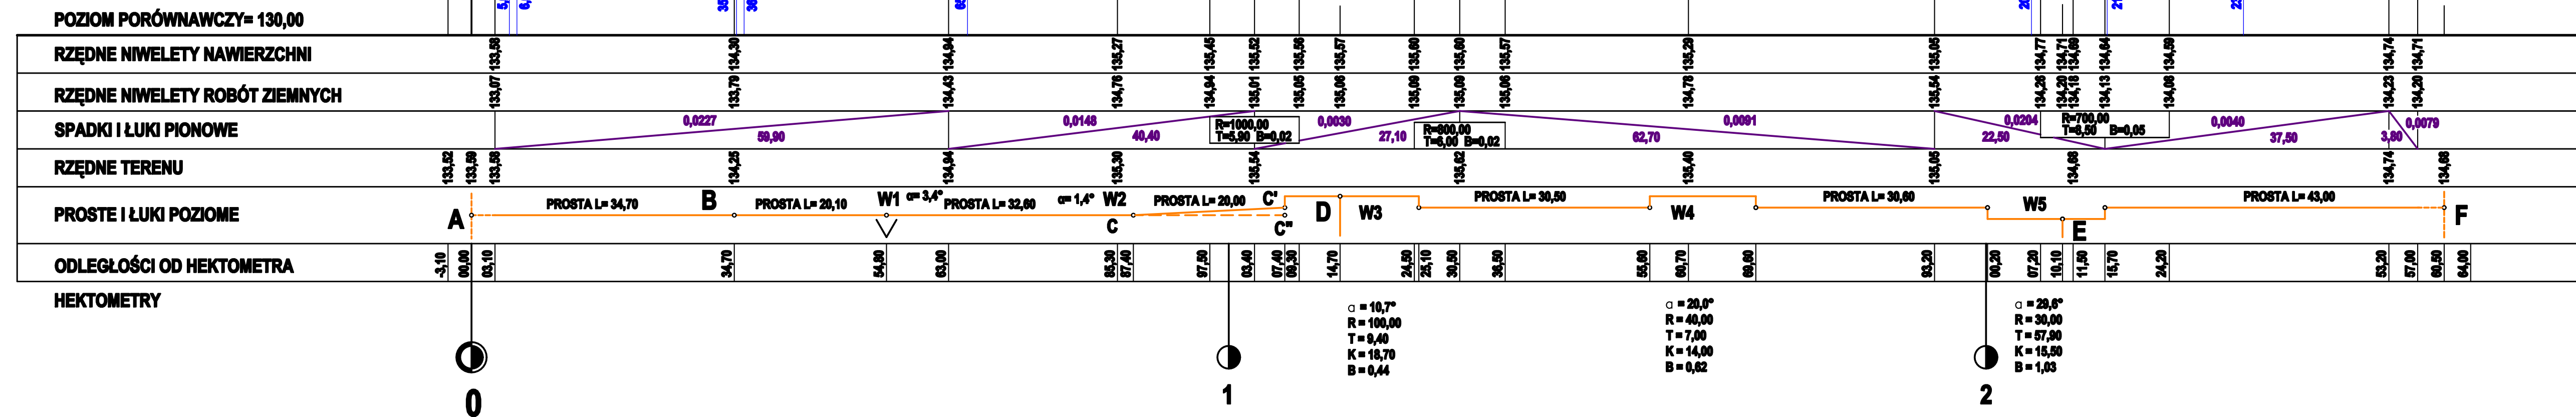 5, 6, 35 36 65 20 21 23
POZIOM PORÓWNAWCZY= 130,00
RZĘDNE NIWELETY NAWIERZCHNI 133,58 134,30 134,94 135,27 135,45 135,52 135,56 135,57 135,60 135,60 135,57 135,29 135,05 134,77 134,71 134,69 134,64 134,59 134,74 134,71
RZĘDNE NIWELETY ROBÓT ZIEMNYCH 133,07 133,79 134,43 134,76 134,94 135,01 135,05 135,06 135,09 135,09 135,06 134,78 135,54 134,26 134,20 134,18 134,13 134,08 134,23 134,20
SPADKI I ŁUKI PIONOWE 0,0227 59,90 0,0148 40,40 R=1000,00 T=5,90 B=0,02 0,0030 27,10 R=800,00 T=6,00 B=0,02 0,0091 62,70 0,0204 22,50 R=700,00 T=8,50 B=0,05 0,0040 37,50 0,0079 3,80
RZĘDNE TERENU 133,52 133,59 133,58 134,25 134,94 135,30 135,54 135,62 135,40 135,05 134,68 134,74 134,68
PROSTE I ŁUKI POZIOME A PROSTA L= 34,70 B PROSTA L= 20,10 W1 α= 3,4° PROSTA L= 32,60 α= 1,4° W2 C PROSTA L= 20,00 C' C" D W3 PROSTA L= 30,50 W4 PROSTA L= 30,60 W5 E PROSTA L= 43,00 F
ODLEGŁOŚCI OD HEKTOMETRA -3,10 00,00 03,10 34,70 54,80 63,00 85,30 87,40 97,50 03,40 07,40 09,30 14,70 24,50 25,10 30,50 36,50 55,60 60,70 69,60 93,20 00,20 07,20 10,10 11,50 15,70 24,20 53,20 57,00 60,50 64,00
HEKTOMETRY
α = 10,7°
R = 100,00
T = 9,40
K = 18,70
B = 0,44
α = 20,0°
R = 40,00
T = 7,00
K = 14,00
B = 0,62
α = 29,6°
R = 30,00
T = 57,90
K = 15,50
B = 1,03
0 1 2